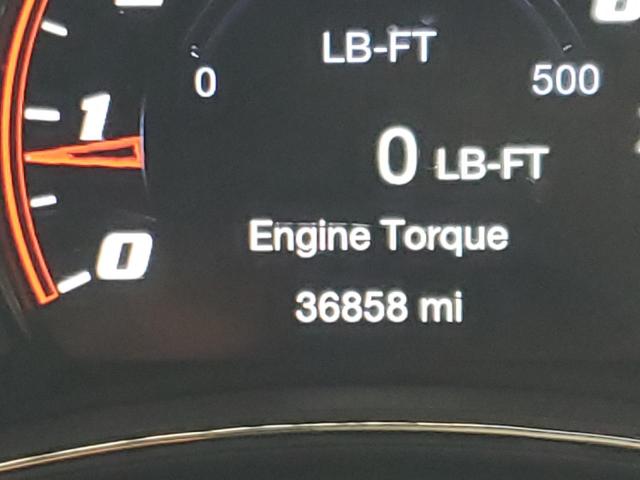 LB-FT
0 500
1
0 LB-FT
Engine Torque
0
36858 mi